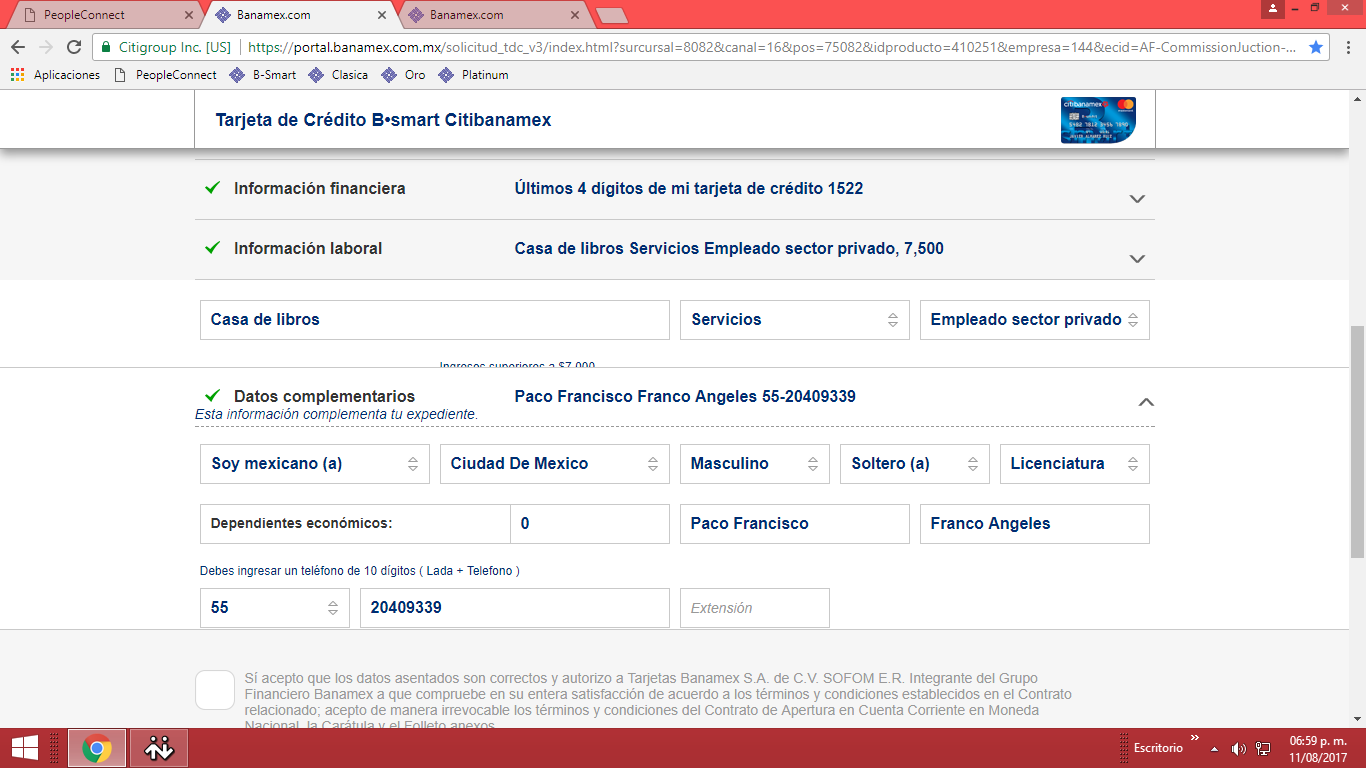 PeopleConnect
Banamex.com
Banamex.com
Citigroup Inc. [US]
https://portal.banamex.com.mx/solicitud_tdc_v3/index.html?surcursal=8082&canal=16&pos=75082&idproducto=410251&empresa=144&ecid=AF-CommissionJuction-...
Aplicaciones
PeopleConnect
B-Smart
Clasica
Oro
Platinum
Tarjeta de Crédito B•smart Citibanamex
citibanamex
Información financiera
Últimos 4 dígitos de mi tarjeta de crédito 1522
Información laboral
Casa de libros Servicios Empleado sector privado, 7,500
Casa de libros
Servicios
Empleado sector privado
Ingresos superiores a $7,000
Datos complementarios
Paco Francisco Franco Angeles 55-20409339
Esta información complementa tu expediente.
Soy mexicano (a)
Ciudad De Mexico
Masculino
Soltero (a)
Licenciatura
Dependientes económicos:
0
Paco Francisco
Franco Angeles
Debes ingresar un teléfono de 10 dígitos ( Lada + Telefono )
55
20409339
Extensión
Sí acepto que los datos asentados son correctos y autorizo a Tarjetas Banamex S.A. de C.V. SOFOM E.R. Integrante del Grupo
Financiero Banamex a que compruebe en su entera satisfacción de acuerdo a los términos y condiciones establecidos en el Contrato
relacionado; acepto de manera irrevocable los términos y condiciones del Contrato de Apertura en Cuenta Corriente en Moneda
Nacional, la Carátula y el Folleto anexos.
Escritorio
06:59 p. m.
11/08/2017